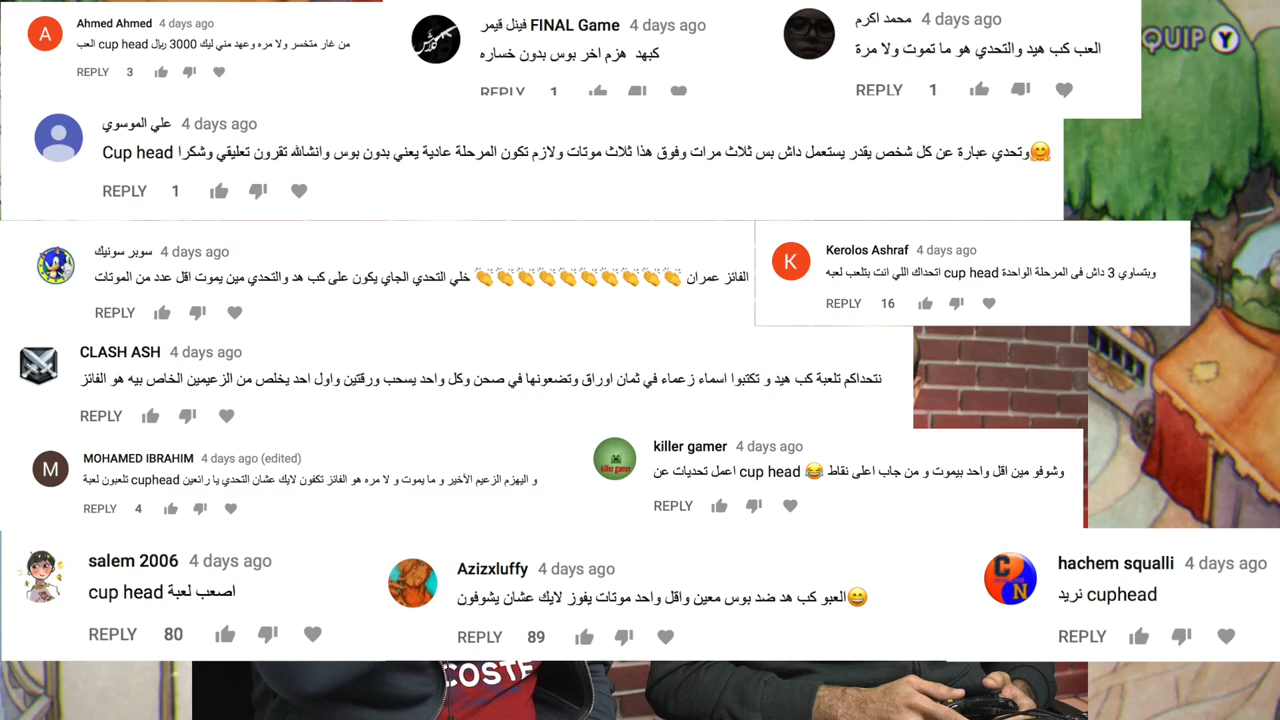 Ahmed Ahmed 4 days ago
من غار متخسر ولا مره وعهد مني ليك 3000 ريال cup head العب
REPLY 3
فينل قيمر FINAL Game 4 days ago
كبهد هزم اخر بوس بدون خساره
REPLY 1
محمد اكرم 4 days ago
العب كب هيد والتحدي هو ما تموت ولا مرة
REPLY 1
QUIP Y
علي الموسوي 4 days ago
وتحدي عبارة عن كل شخص يقدر يستعمل داش بس ثلاث مرات وفوق هذا ثلاث موتات ولازم تكون المرحلة عادية يعني بدون بوس وانشالله تقرون تعليقي وشكرا Cup head🤗
REPLY 1
سوبر سونيك 4 days ago
الفائز عمران 👏👏👏👏👏👏👏👏👏👏 خلي التحدي الجاي يكون على كب هد والتحدي مين يموت اقل عدد من الموتات
REPLY
Kerolos Ashraf 4 days ago
وبتساوي 3 داش فى المرحلة الواحدة cup head اتحداك اللي انت بتلعب لعبه
REPLY 16
CLASH ASH 4 days ago
نتحداكم تلعبة كب هيد و تكتبوا اسماء زعماء في ثمان اوراق وتضعونها في صحن وكل واحد يسحب ورقتين واول احد يخلص من الزعيمين الخاص بيه هو الفائز
REPLY
MOHAMED IBRAHIM 4 days ago (edited)
و اليهزم الزعيم الآخير و ما يموت و لا مره هو الفائز تكفون لايك عشان التحدي يا رائعين cuphead تلعبون لعبة
REPLY 4
killer gamer 4 days ago
وشوفو مين اقل واحد بيموت و من جاب اعلى نقاط 😂 cup head اعمل تحديات عن
REPLY
salem 2006 4 days ago
اصعب لعبة cup head
REPLY 80
Azizxluffy 4 days ago
العبو كب هد ضد بوس معين واقل واحد موتات يفوز لايك عشان يشوفون😄
REPLY 89
hachem squalli 4 days ago
نريد cuphead
REPLY
COSTE